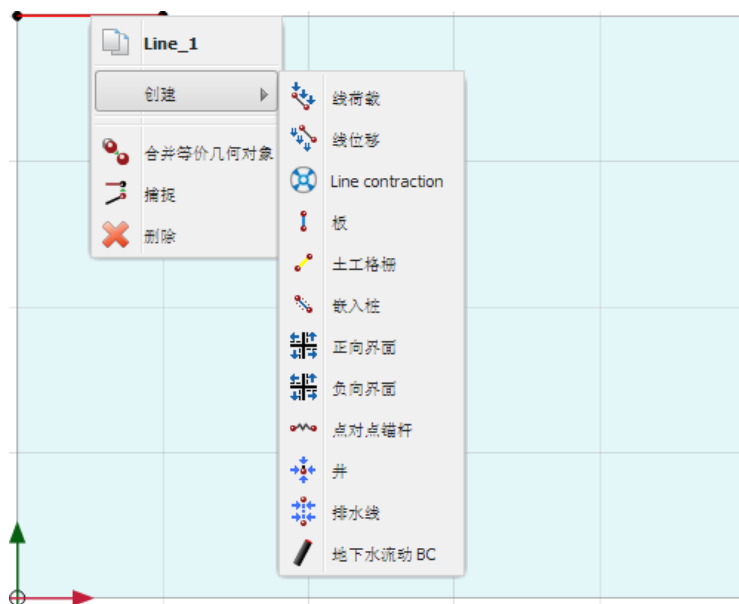 Line_1
创建
合并等价几何对象
捕捉
删除
线荷载
线位移
Line contraction
板
土工格栅
嵌入桩
正向界面
负向界面
点对点锚杆
井
排水线
地下水流动 BC